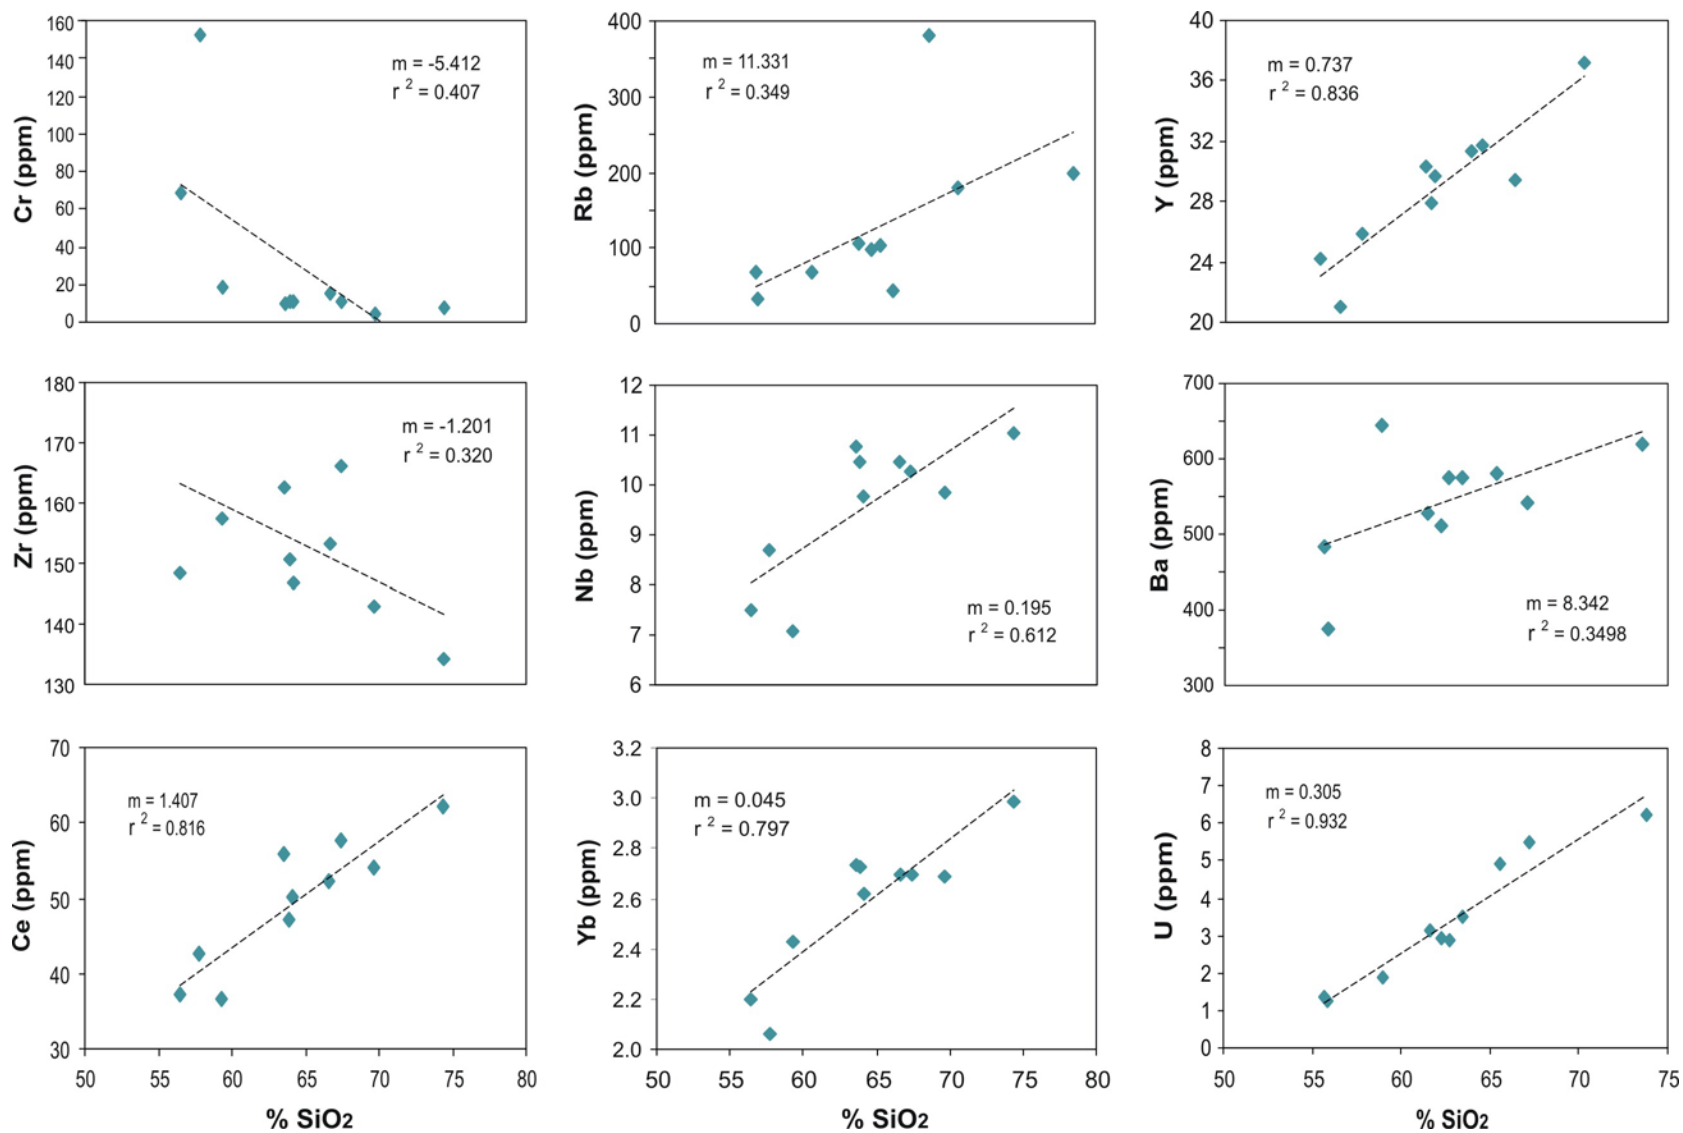 160
140
120
100
80
60
40
20
0
Cr (ppm)
m = -5.412
r 2 = 0.407
400
300
200
100
0
Rb (ppm)
m = 11.331
r 2 = 0.349
40
36
32
28
24
20
Y (ppm)
m = 0.737
r 2 = 0.836
180
170
160
150
140
130
Zr (ppm)
m = -1.201
r 2 = 0.320
12
11
10
9
8
7
6
Nb (ppm)
m = 0.195
r 2 = 0.612
700
600
500
400
300
Ba (ppm)
m = 8.342
r 2 = 0.3498
70
60
50
40
30
Ce (ppm)
m = 1.407
r 2 = 0.816
50 55 60 65 70 75 80
% SiO2
3.2
3.0
2.8
2.6
2.4
2.2
2.0
Yb (ppm)
m = 0.045
r 2 = 0.797
50 55 60 65 70 75 80
% SiO2
8
7
6
5
4
3
2
1
0
U (ppm)
m = 0.305
r 2 = 0.932
50 55 60 65 70 75
% SiO2